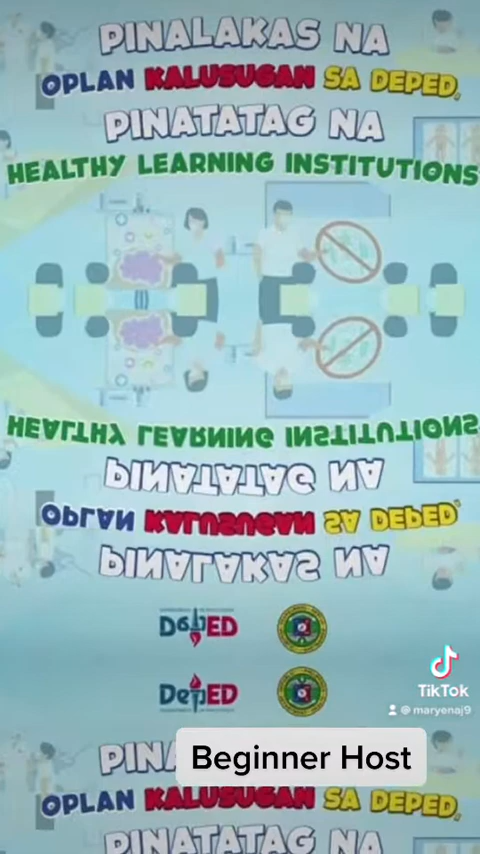 PINALAKAS NA
OPLAN KALUSUGAN SA DEPED,
PINATATAG NA
HEALTHY LEARNING INSTITUTIONS
HEALTHY LEARNING INSTITUTIONS
PINATATAG NA
OPLAN KALUSUGAN SA DEPED,
PINALAKAS NA
DepED
DepED
TikTok
@maryenaj9
PINA
Beginner Host
OPLAN KALUSUGAN SA DEPED,
PINATATAG NA